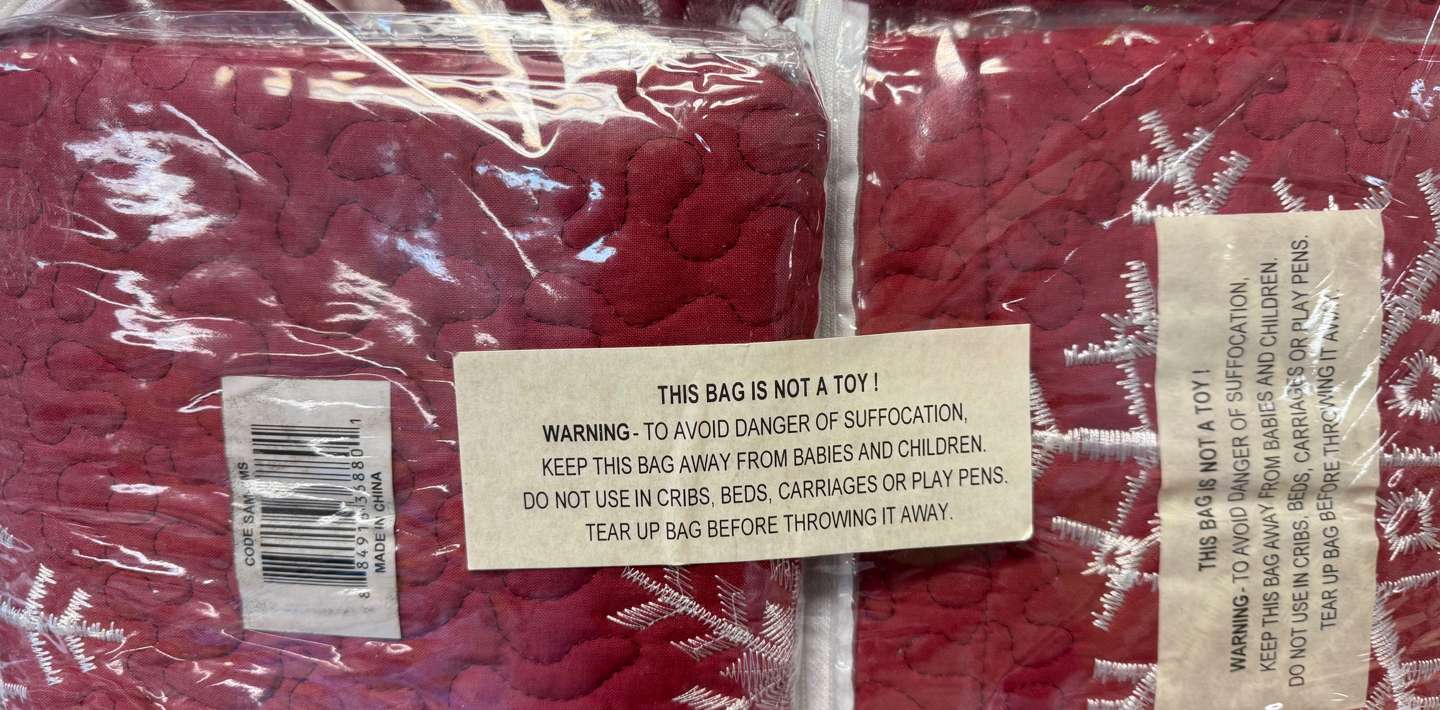 THIS BAG IS NOT A TOY !
WARNING - TO AVOID DANGER OF SUFFOCATION,
KEEP THIS BAG AWAY FROM BABIES AND CHILDREN.
DO NOT USE IN CRIBS, BEDS, CARRIAGES OR PLAY PENS.
TEAR UP BAG BEFORE THROWING IT AWAY.
CODE
MADE IN CHINA
THIS BAG IS NOT A TOY !
WARNING - TO AVOID DANGER OF SUFFOCATION,
KEEP THIS BAG AWAY FROM BABIES AND CHILDREN.
DO NOT USE IN CRIBS, BEDS, CARRIAGES OR PLAY PENS.
TEAR UP BAG BEFORE THROWING IT AWAY